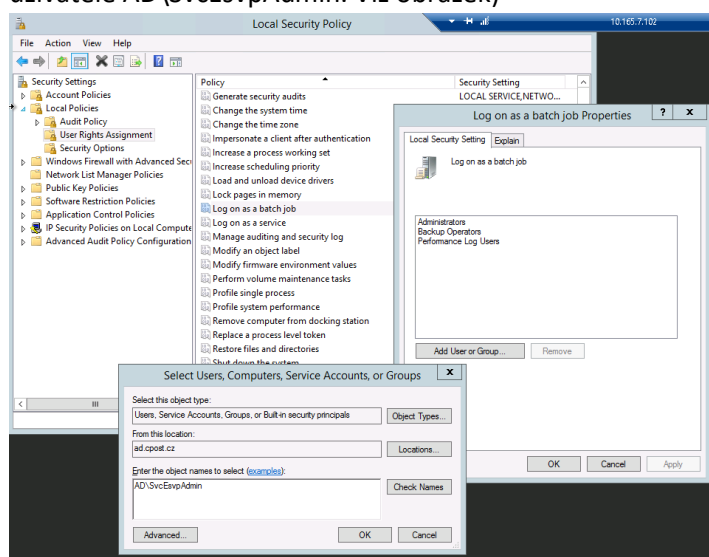 uživatele AD\SvcEsvpAdmin. Viz Obrázek)
Local Security Policy
10.165.7.102
File Action View Help
Security Settings
Account Policies
Local Policies
Audit Policy
User Rights Assignment
Security Options
Windows Firewall with Advanced Secu
Network List Manager Policies
Public Key Policies
Software Restriction Policies
Application Control Policies
IP Security Policies on Local Compute
Advanced Audit Policy Configuration
Policy Security Setting
Generate security audits LOCAL SERVICE,NETWO...
Change the system time
Change the time zone
Impersonate a client after authentication
Increase a process working set
Increase scheduling priority
Load and unload device drivers
Lock pages in memory
Log on as a batch job
Log on as a service
Manage auditing and security log
Modify an object label
Modify firmware environment values
Perform volume maintenance tasks
Profile single process
Profile system performance
Remove computer from docking station
Replace a process level token
Restore files and directories
Shut down the system
Log on as a batch job Properties ? x
Local Security Setting Explain
Log on as a batch job
Administrators
Backup Operators
Performance Log Users
Add User or Group... Remove
OK Cancel Apply
Select Users, Computers, Service Accounts, or Groups x
Select this object type:
Users, Service Accounts, Groups, or Built-in security principals Object Types...
From this location:
ad.cpost.cz Locations...
Enter the object names to select (examples):
AD\SvcEsvpAdmin Check Names
Advanced... OK Cancel